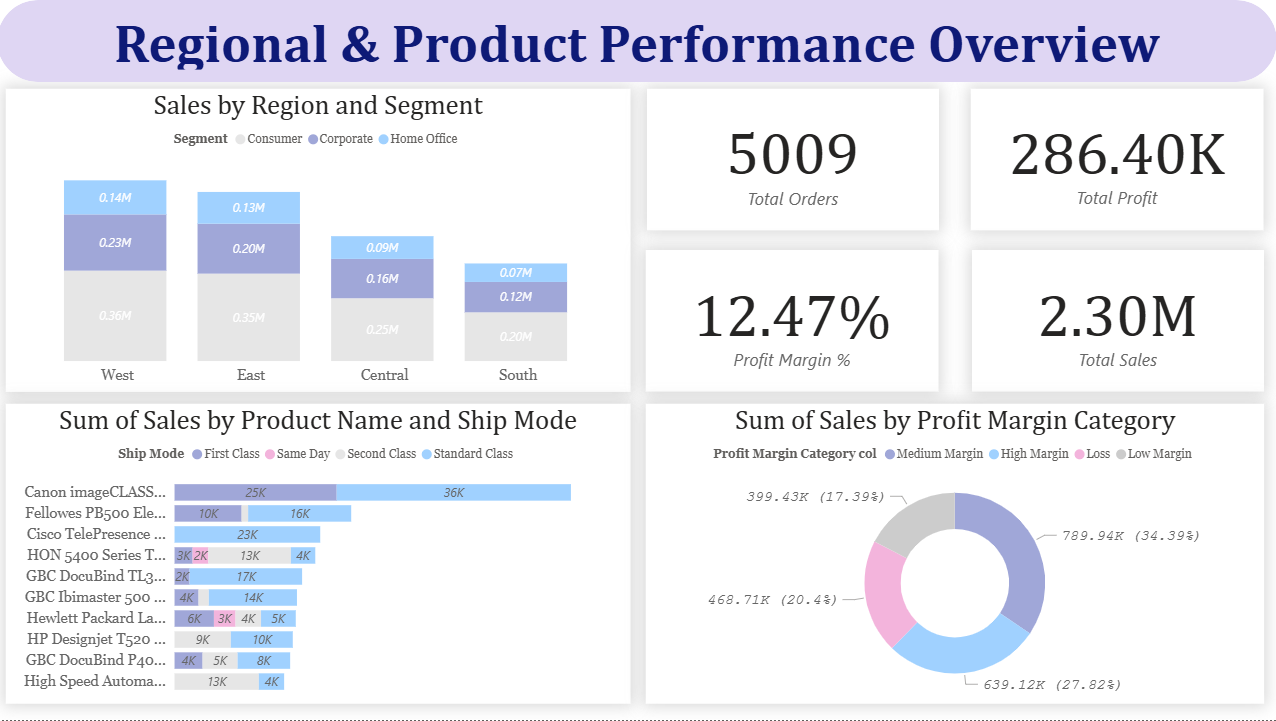 Regional & Product Performance Overview
Sales by Region and Segment
Segment Consumer Corporate Home Office
0.14M
0.23M
0.36M
0.13M
0.20M
0.35M
0.09M
0.16M
0.25M
0.07M
0.12M
0.20M
West East Central South
5009
Total Orders
286.40K
Total Profit
12.47%
Profit Margin %
2.30M
Total Sales
Sum of Sales by Product Name and Ship Mode
Ship Mode First Class Same Day Second Class Standard Class
Canon imageCLASS... 25K 36K
Fellowes PB500 Ele... 10K 16K
Cisco TelePresence ... 23K
HON 5400 Series T... 3K 2K 13K 4K
GBC DocuBind TL3... 2K 17K
GBC Ibimaster 500 ... 4K 14K
Hewlett Packard La... 6K 3K 4K 5K
HP Designjet T520 ... 9K 10K
GBC DocuBind P40... 4K 5K 8K
High Speed Automa... 13K 4K
Sum of Sales by Profit Margin Category
Profit Margin Category col Medium Margin High Margin Loss Low Margin
399.43K (17.39%)
789.94K (34.39%)
468.71K (20.4%)
639.12K (27.82%)